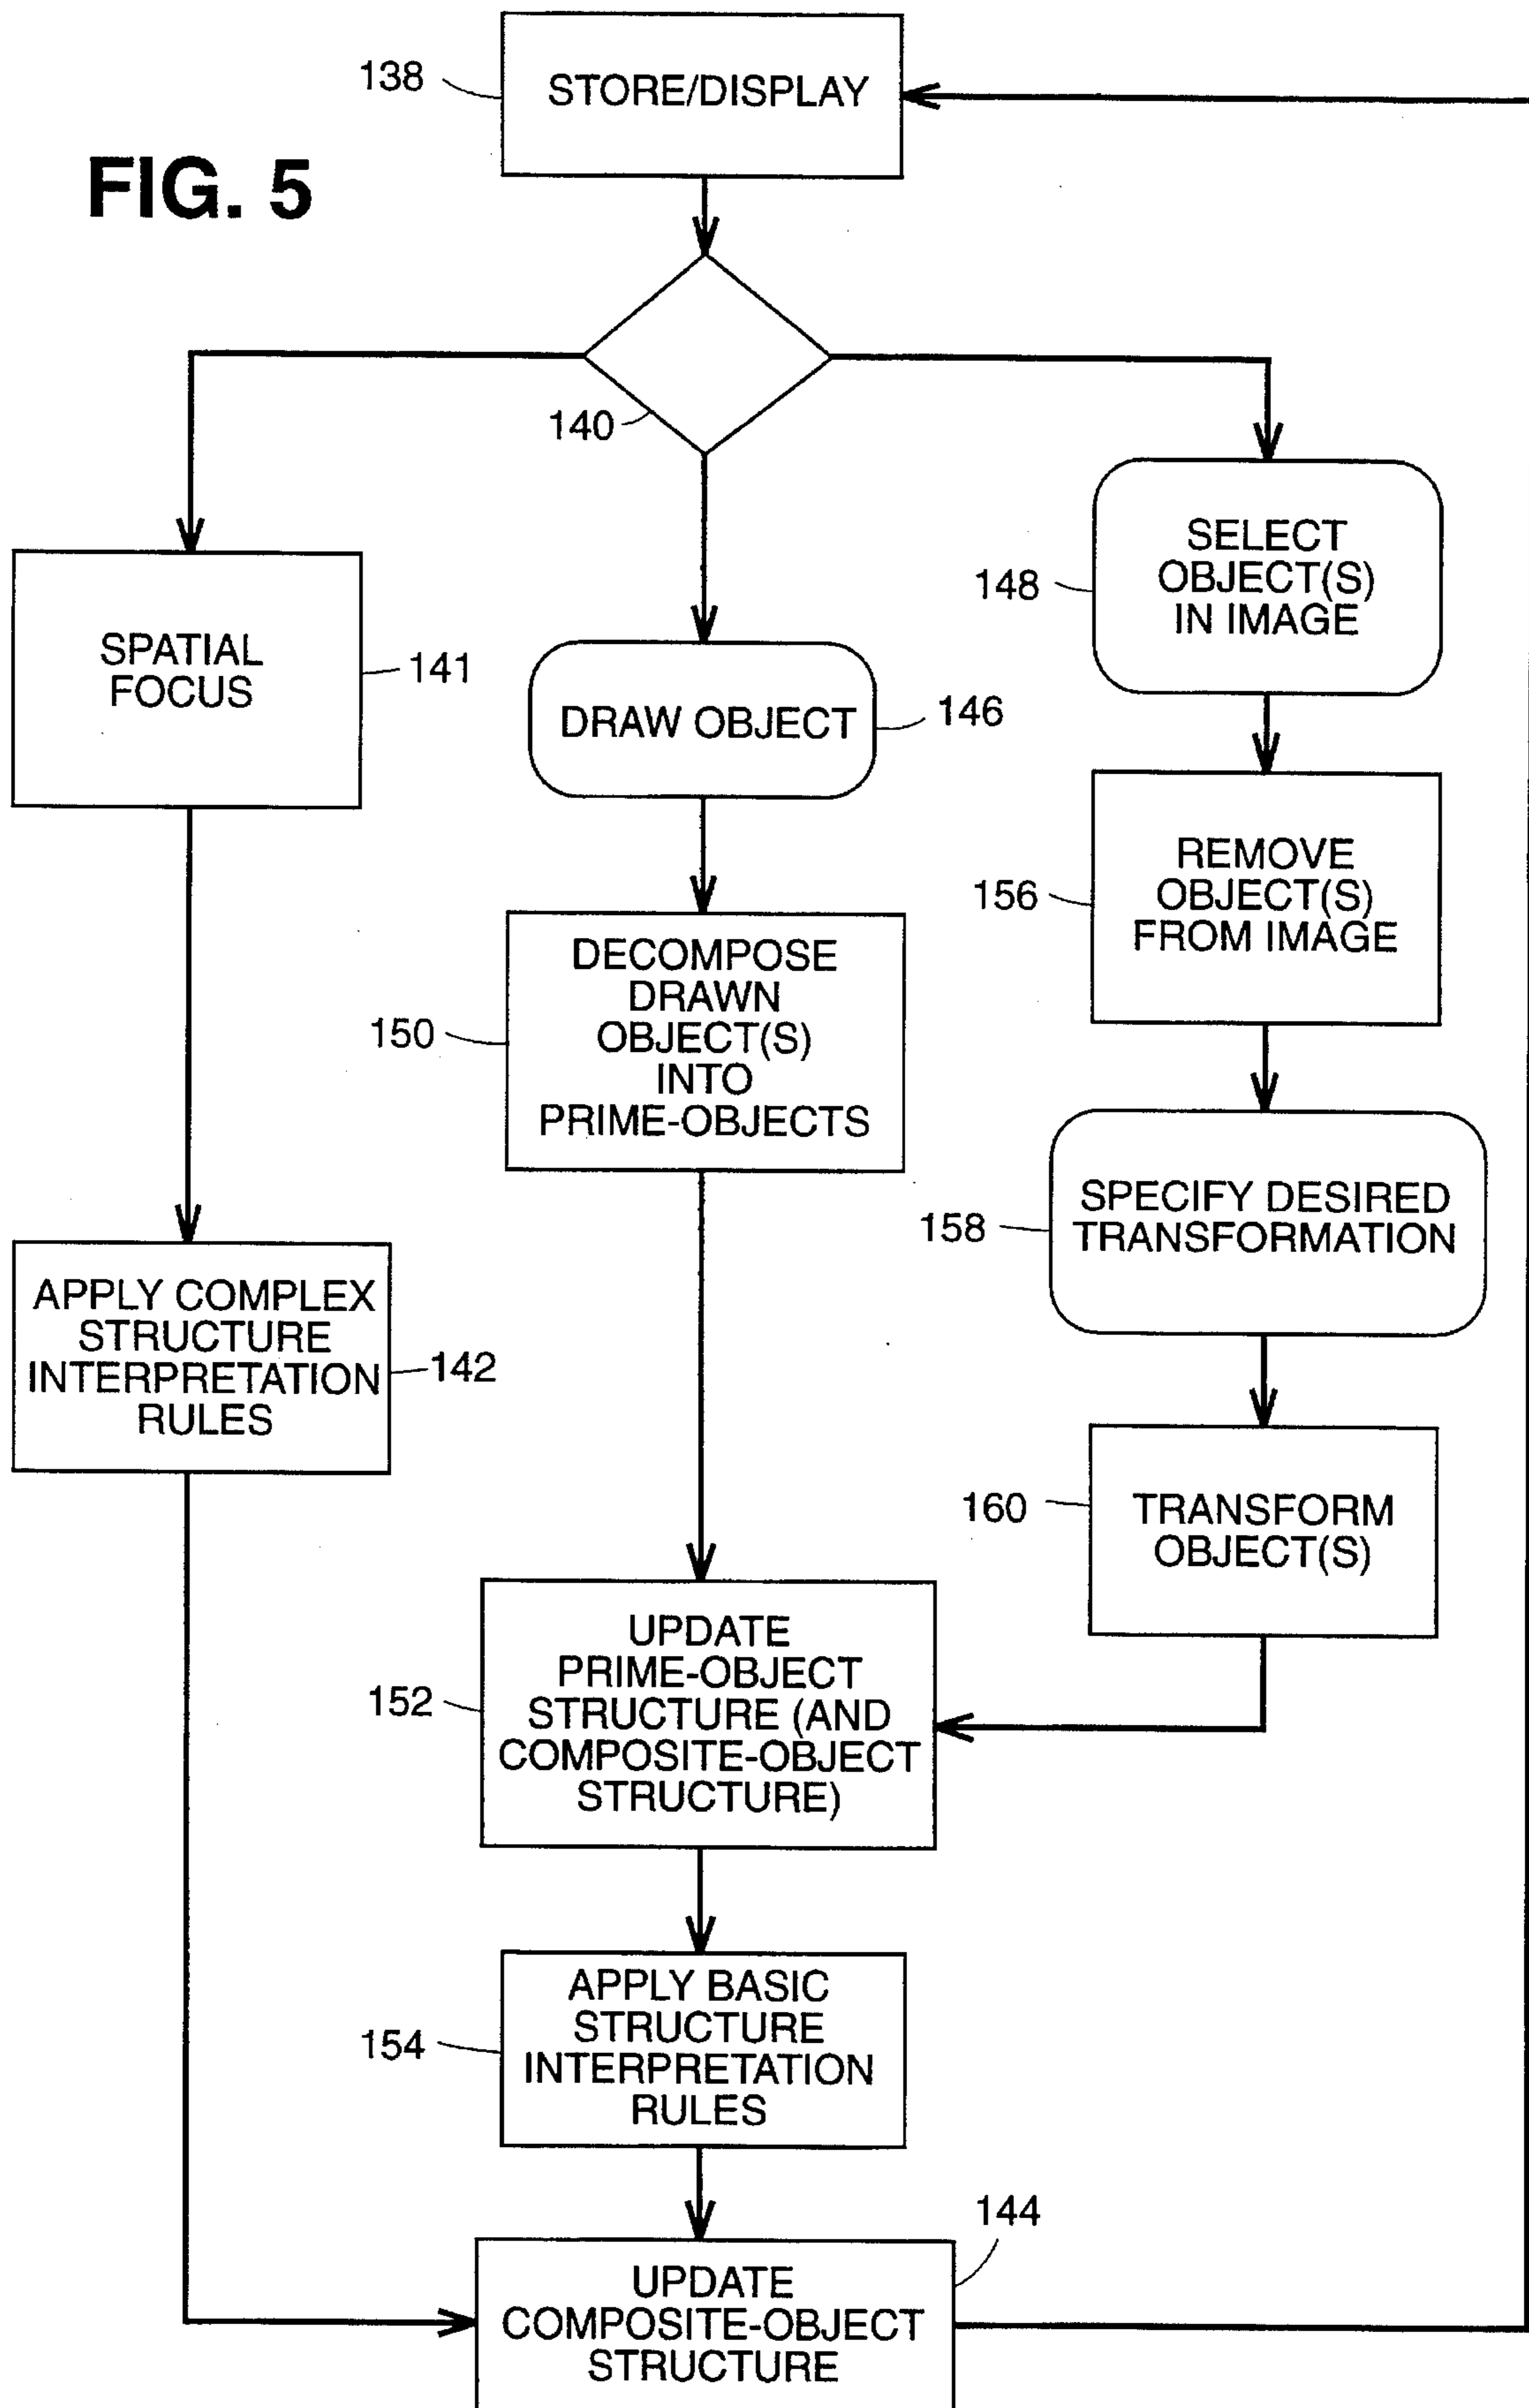 138
STORE/DISPLAY
FIG. 5
140
SPATIAL
FOCUS
141
DRAW OBJECT
146
148
SELECT
OBJECT(S)
IN IMAGE
156
REMOVE
OBJECT(S)
FROM IMAGE
150
DECOMPOSE
DRAWN
OBJECT(S)
INTO
PRIME-OBJECTS
158
SPECIFY DESIRED
TRANSFORMATION
APPLY COMPLEX
STRUCTURE
INTERPRETATION
RULES
142
160
TRANSFORM
OBJECT(S)
152
UPDATE
PRIME-OBJECT
STRUCTURE (AND
COMPOSITE-OBJECT
STRUCTURE)
154
APPLY BASIC
STRUCTURE
INTERPRETATION
RULES
144
UPDATE
COMPOSITE-OBJECT
STRUCTURE